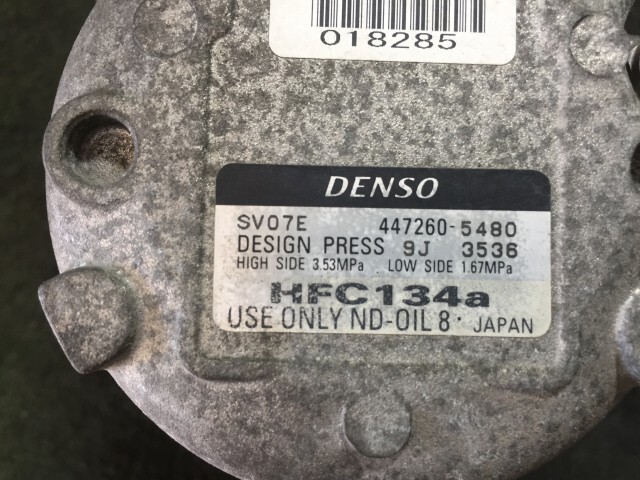 018285
DENSO
SV07E 447260-5480
DESIGN PRESS 9J 3536
HIGH SIDE 3.53MPa LOW SIDE 1.67MPa
HFC134a
USE ONLY ND-OIL 8· JAPAN